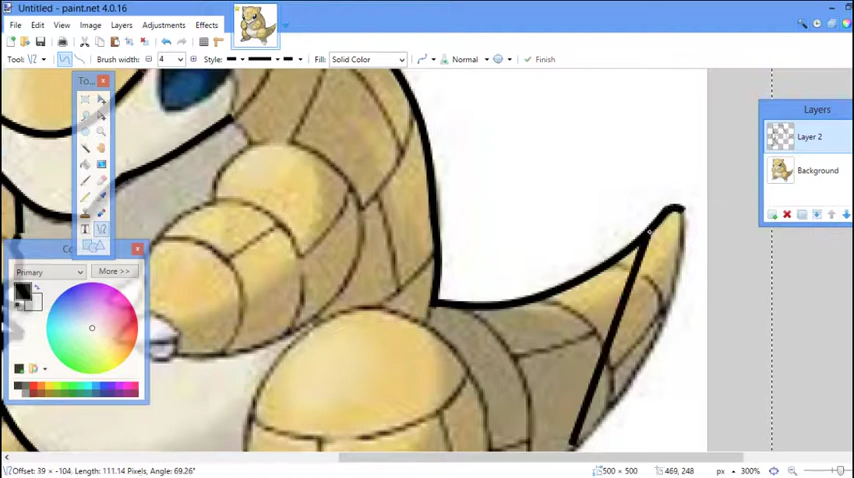 Untitled - paint.net 4.0.16
File Edit View Image Layers Adjustments Effects
Tool: Brush width: 4 Style: Fill: Solid Color Normal Finish
To...
Layers
Layer 2
Background
Co
Primary
More >>
Offset: 39 × -104, Length: 111.14 Pixels, Angle: 69.26°
500 × 500
469, 248
px
300%